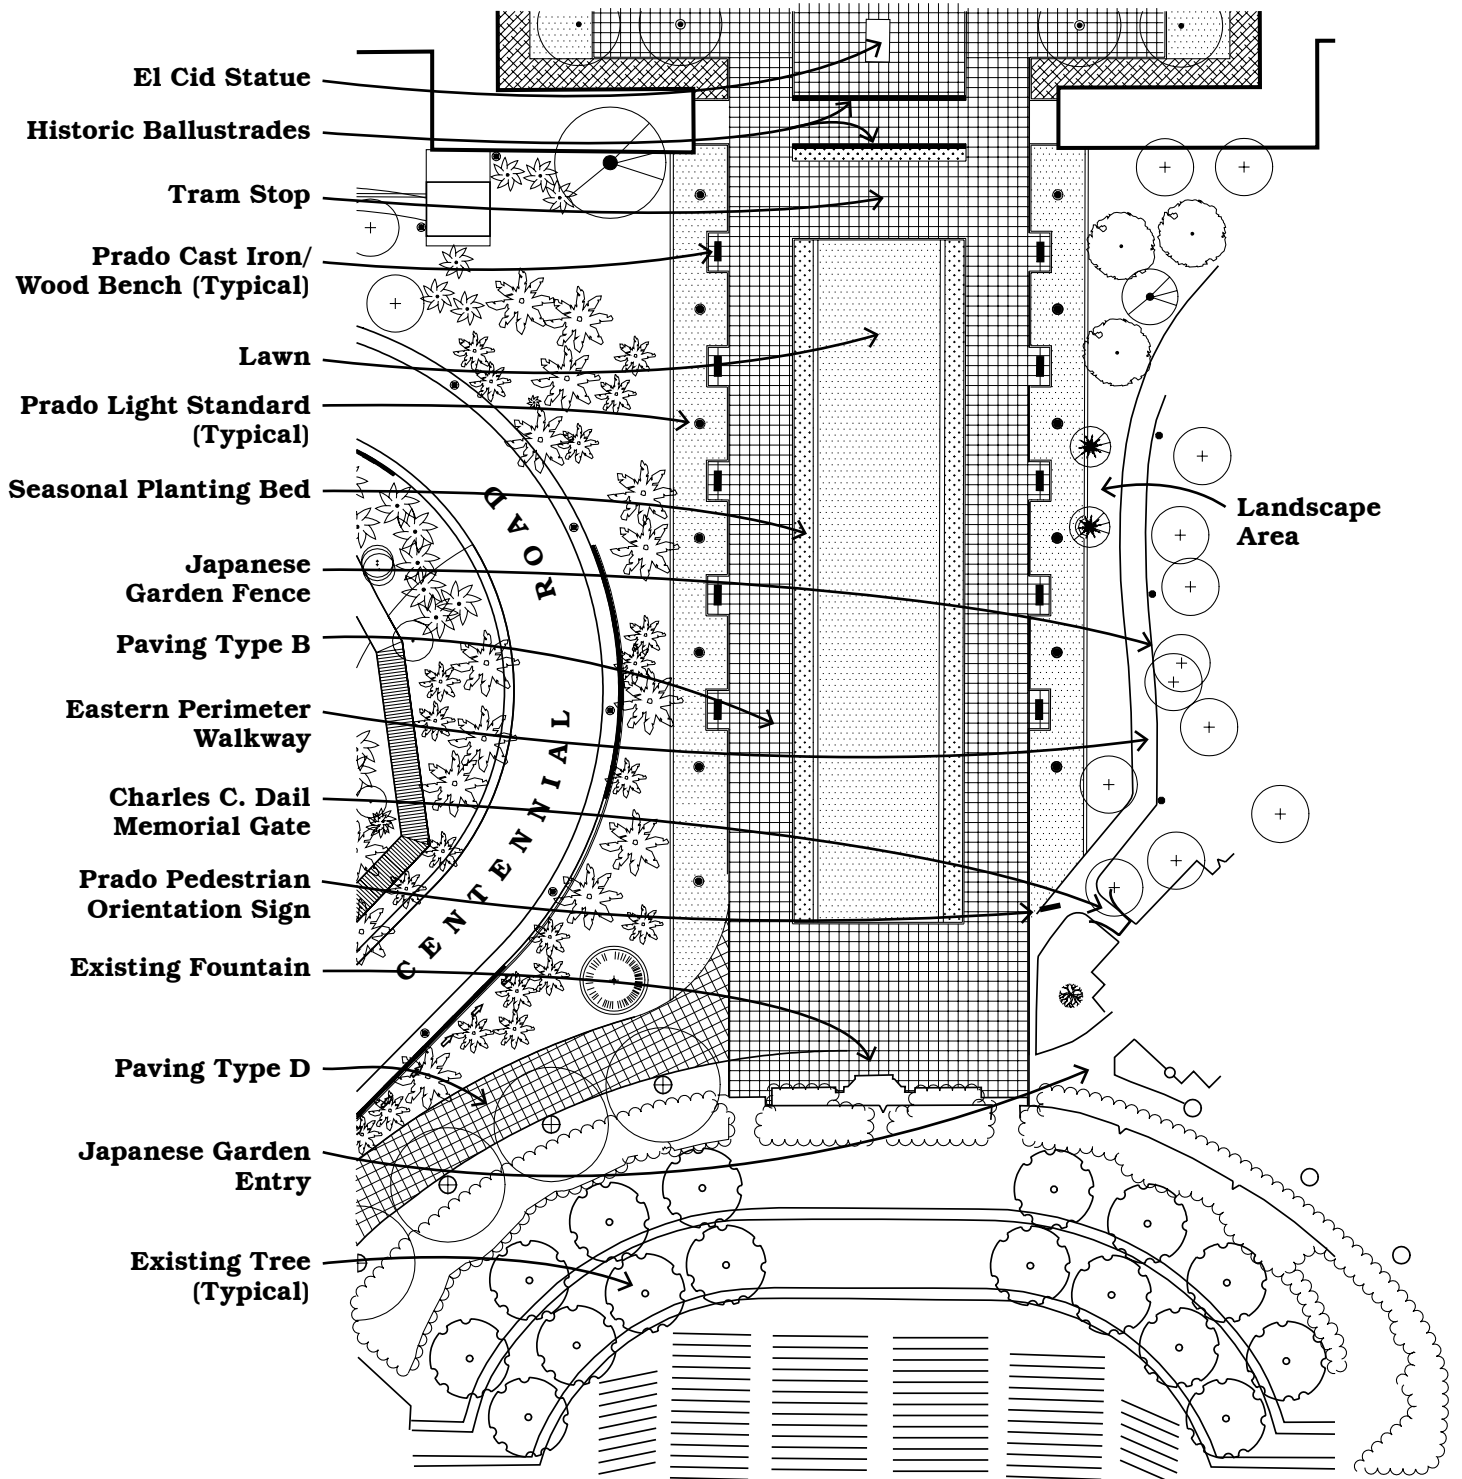 El Cid Statue
Historic Ballustrades
Tram Stop
Prado Cast Iron/
Wood Bench (Typical)
Lawn
Prado Light Standard
(Typical)
Seasonal Planting Bed
Japanese
Garden Fence
Paving Type B
Eastern Perimeter
Walkway
Charles C. Dail
Memorial Gate
Prado Pedestrian
Orientation Sign
Existing Fountain
Paving Type D
Japanese Garden
Entry
Existing Tree
(Typical)
CENTENNIAL ROAD
Landscape
Area